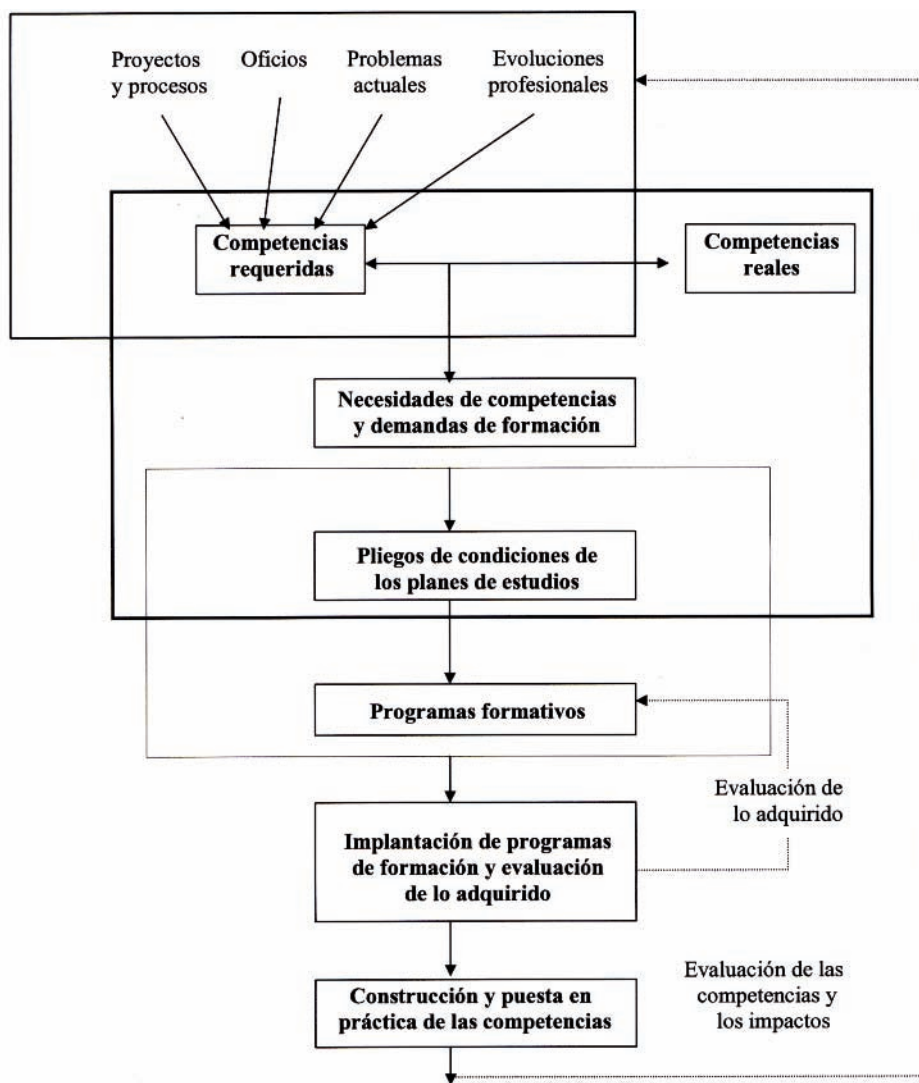 Proyectos
y procesos
Oficios
Problemas
actuales
Evoluciones
profesionales
Competencias
requeridas
Competencias
reales
Necesidades de competencias
y demandas de formación
Pliegos de condiciones de
los planes de estudios
Programas formativos
Evaluación de
lo adquirido
Implantación de programas
de formación y evaluación
de lo adquirido
Evaluación de las
competencias y
los impactos
Construcción y puesta en
práctica de las competencias